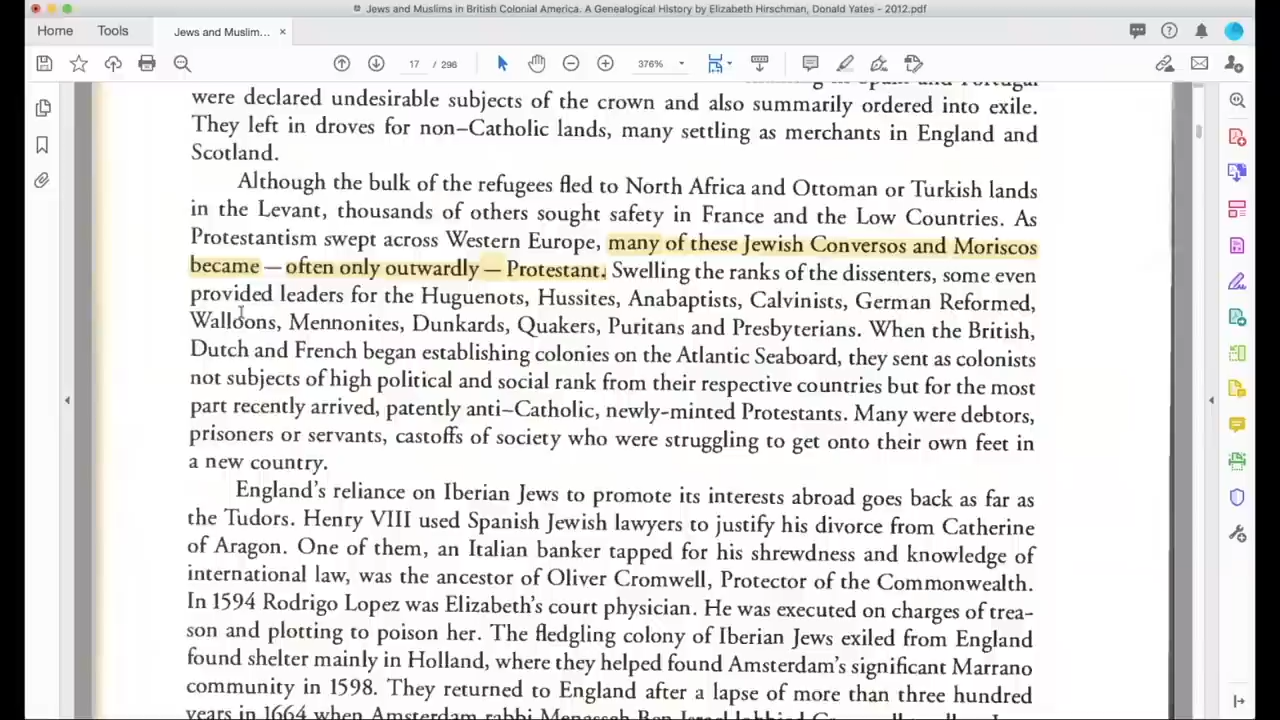 Jews and Muslims in British Colonial America. A Genealogical History by Elizabeth Hirschman, Donald Yates - 2012.pdf
Home
Tools
Jews and Muslim...
17 / 296
376%
were declared undesirable subjects of the crown and also summarily ordered into exile.
They left in droves for non–Catholic lands, many settling as merchants in England and
Scotland.
Although the bulk of the refugees fled to North Africa and Ottoman or Turkish lands
in the Levant, thousands of others sought safety in France and the Low Countries. As
Protestantism swept across Western Europe, many of these Jewish Conversos and Moriscos
became — often only outwardly — Protestant. Swelling the ranks of the dissenters, some even
provided leaders for the Huguenots, Hussites, Anabaptists, Calvinists, German Reformed,
Walloons, Mennonites, Dunkards, Quakers, Puritans and Presbyterians. When the British,
Dutch and French began establishing colonies on the Atlantic Seaboard, they sent as colonists
not subjects of high political and social rank from their respective countries but for the most
part recently arrived, patently anti–Catholic, newly-minted Protestants. Many were debtors,
prisoners or servants, castoffs of society who were struggling to get onto their own feet in
a new country.
England's reliance on Iberian Jews to promote its interests abroad goes back as far as
the Tudors. Henry VIII used Spanish Jewish lawyers to justify his divorce from Catherine
of Aragon. One of them, an Italian banker tapped for his shrewdness and knowledge of
international law, was the ancestor of Oliver Cromwell, Protector of the Commonwealth.
In 1594 Rodrigo Lopez was Elizabeth's court physician. He was executed on charges of trea-
son and plotting to poison her. The fledgling colony of Iberian Jews exiled from England
found shelter mainly in Holland, where they helped found Amsterdam's significant Marrano
community in 1598. They returned to England after a lapse of more than three hundred
years in 1664 when Amsterdam rabbi Menasseh Ben Israel lobbied